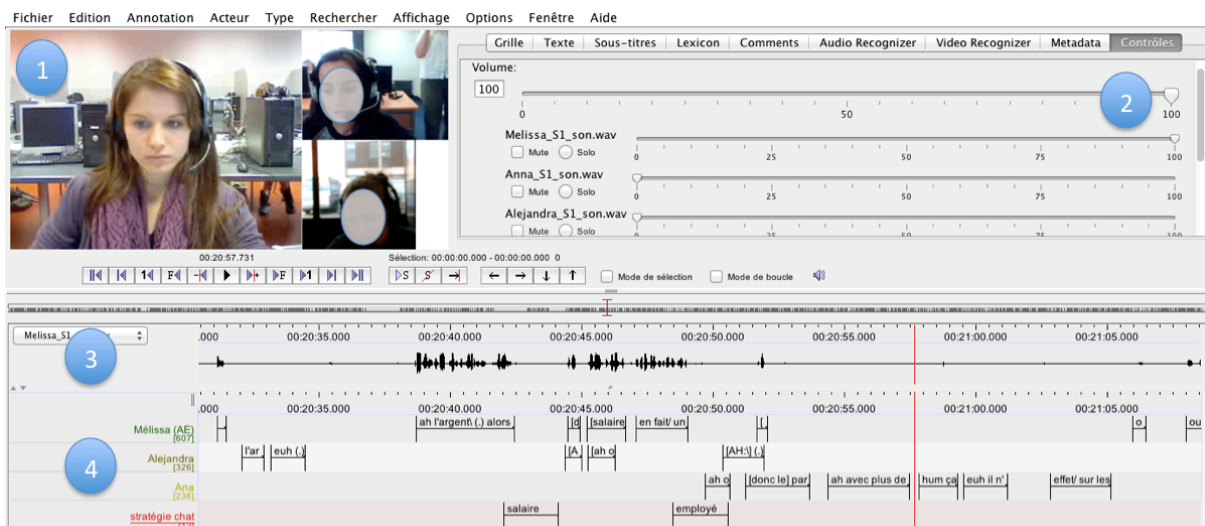 Fichier Edition Annotation Acteur Type Rechercher Affichage Options Fenêtre Aide
1
Grille Texte Sous-titres Lexicon Comments Audio Recognizer Video Recognizer Metadata Contrôles
Volume:
100
2
0 50 100
Melissa_S1_son.wav
Mute Solo
0 25 50 75 100
Anna_S1_son.wav
Mute Solo
0 25 50 75 100
Alejandra_S1_son.wav
Mute Solo
0 25 50 75 100
00:20:57.731
Sélection: 00:00:00.000 - 00:00:00.000 0
1 F F 1 S S
Mode de sélection Mode de boucle
Melissa_S1
3
.000 00:20:35.000 00:20:40.000 00:20:45.000 00:20:50.000 00:20:55.000 00:21:00.000 00:21:05.000
.000 00:20:35.000 00:20:40.000 00:20:45.000 00:20:50.000 00:20:55.000 00:21:00.000 00:21:05.000
Mélissa (AE) ah l'argent\ (.) alors [d [salaire en fait/ un [. o ou
[607]
4
Alejandra l'ar euh (.) [A [ah o [AH:\] (.)
[326]
Ana ah o [donc le] par ah avec plus de hum ça euh il n' effet/ sur les
[236]
stratégie chat salaire employé